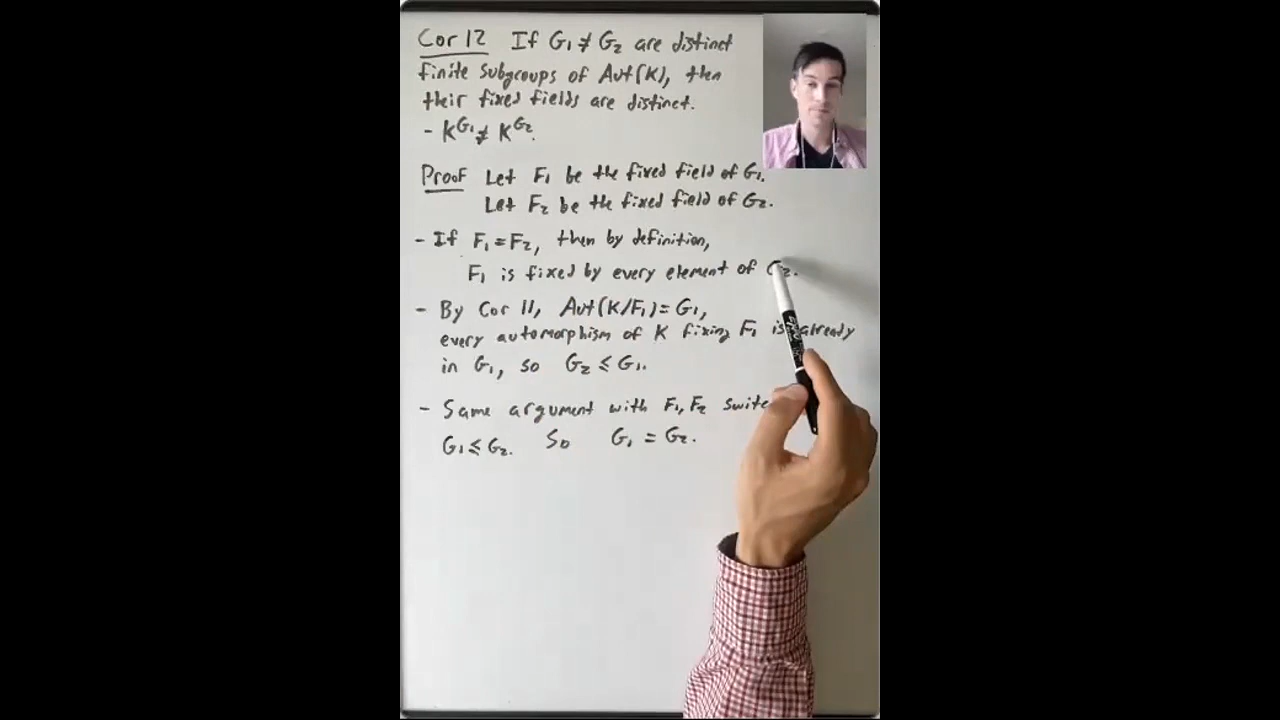 Cor 12 If G₁ ≠ G₂ are distinct
finite subgroups of Aut(K), then
their fixed fields are distinct.
- K^G₁ ≠ K^G₂.
Proof Let F₁ be the fixed field of G₁.
Let F₂ be the fixed field of G₂.
- If F₁ = F₂, then by definition,
F₁ is fixed by every element of G₂.
- By Cor 11, Aut(K/F₁) = G₁,
every automorphism of K fixing F₁ is already
in G₁, so G₂ ≤ G₁.
- Same argument with F₁, F₂
G₁ ≤ G₂. So G₁ = G₂.